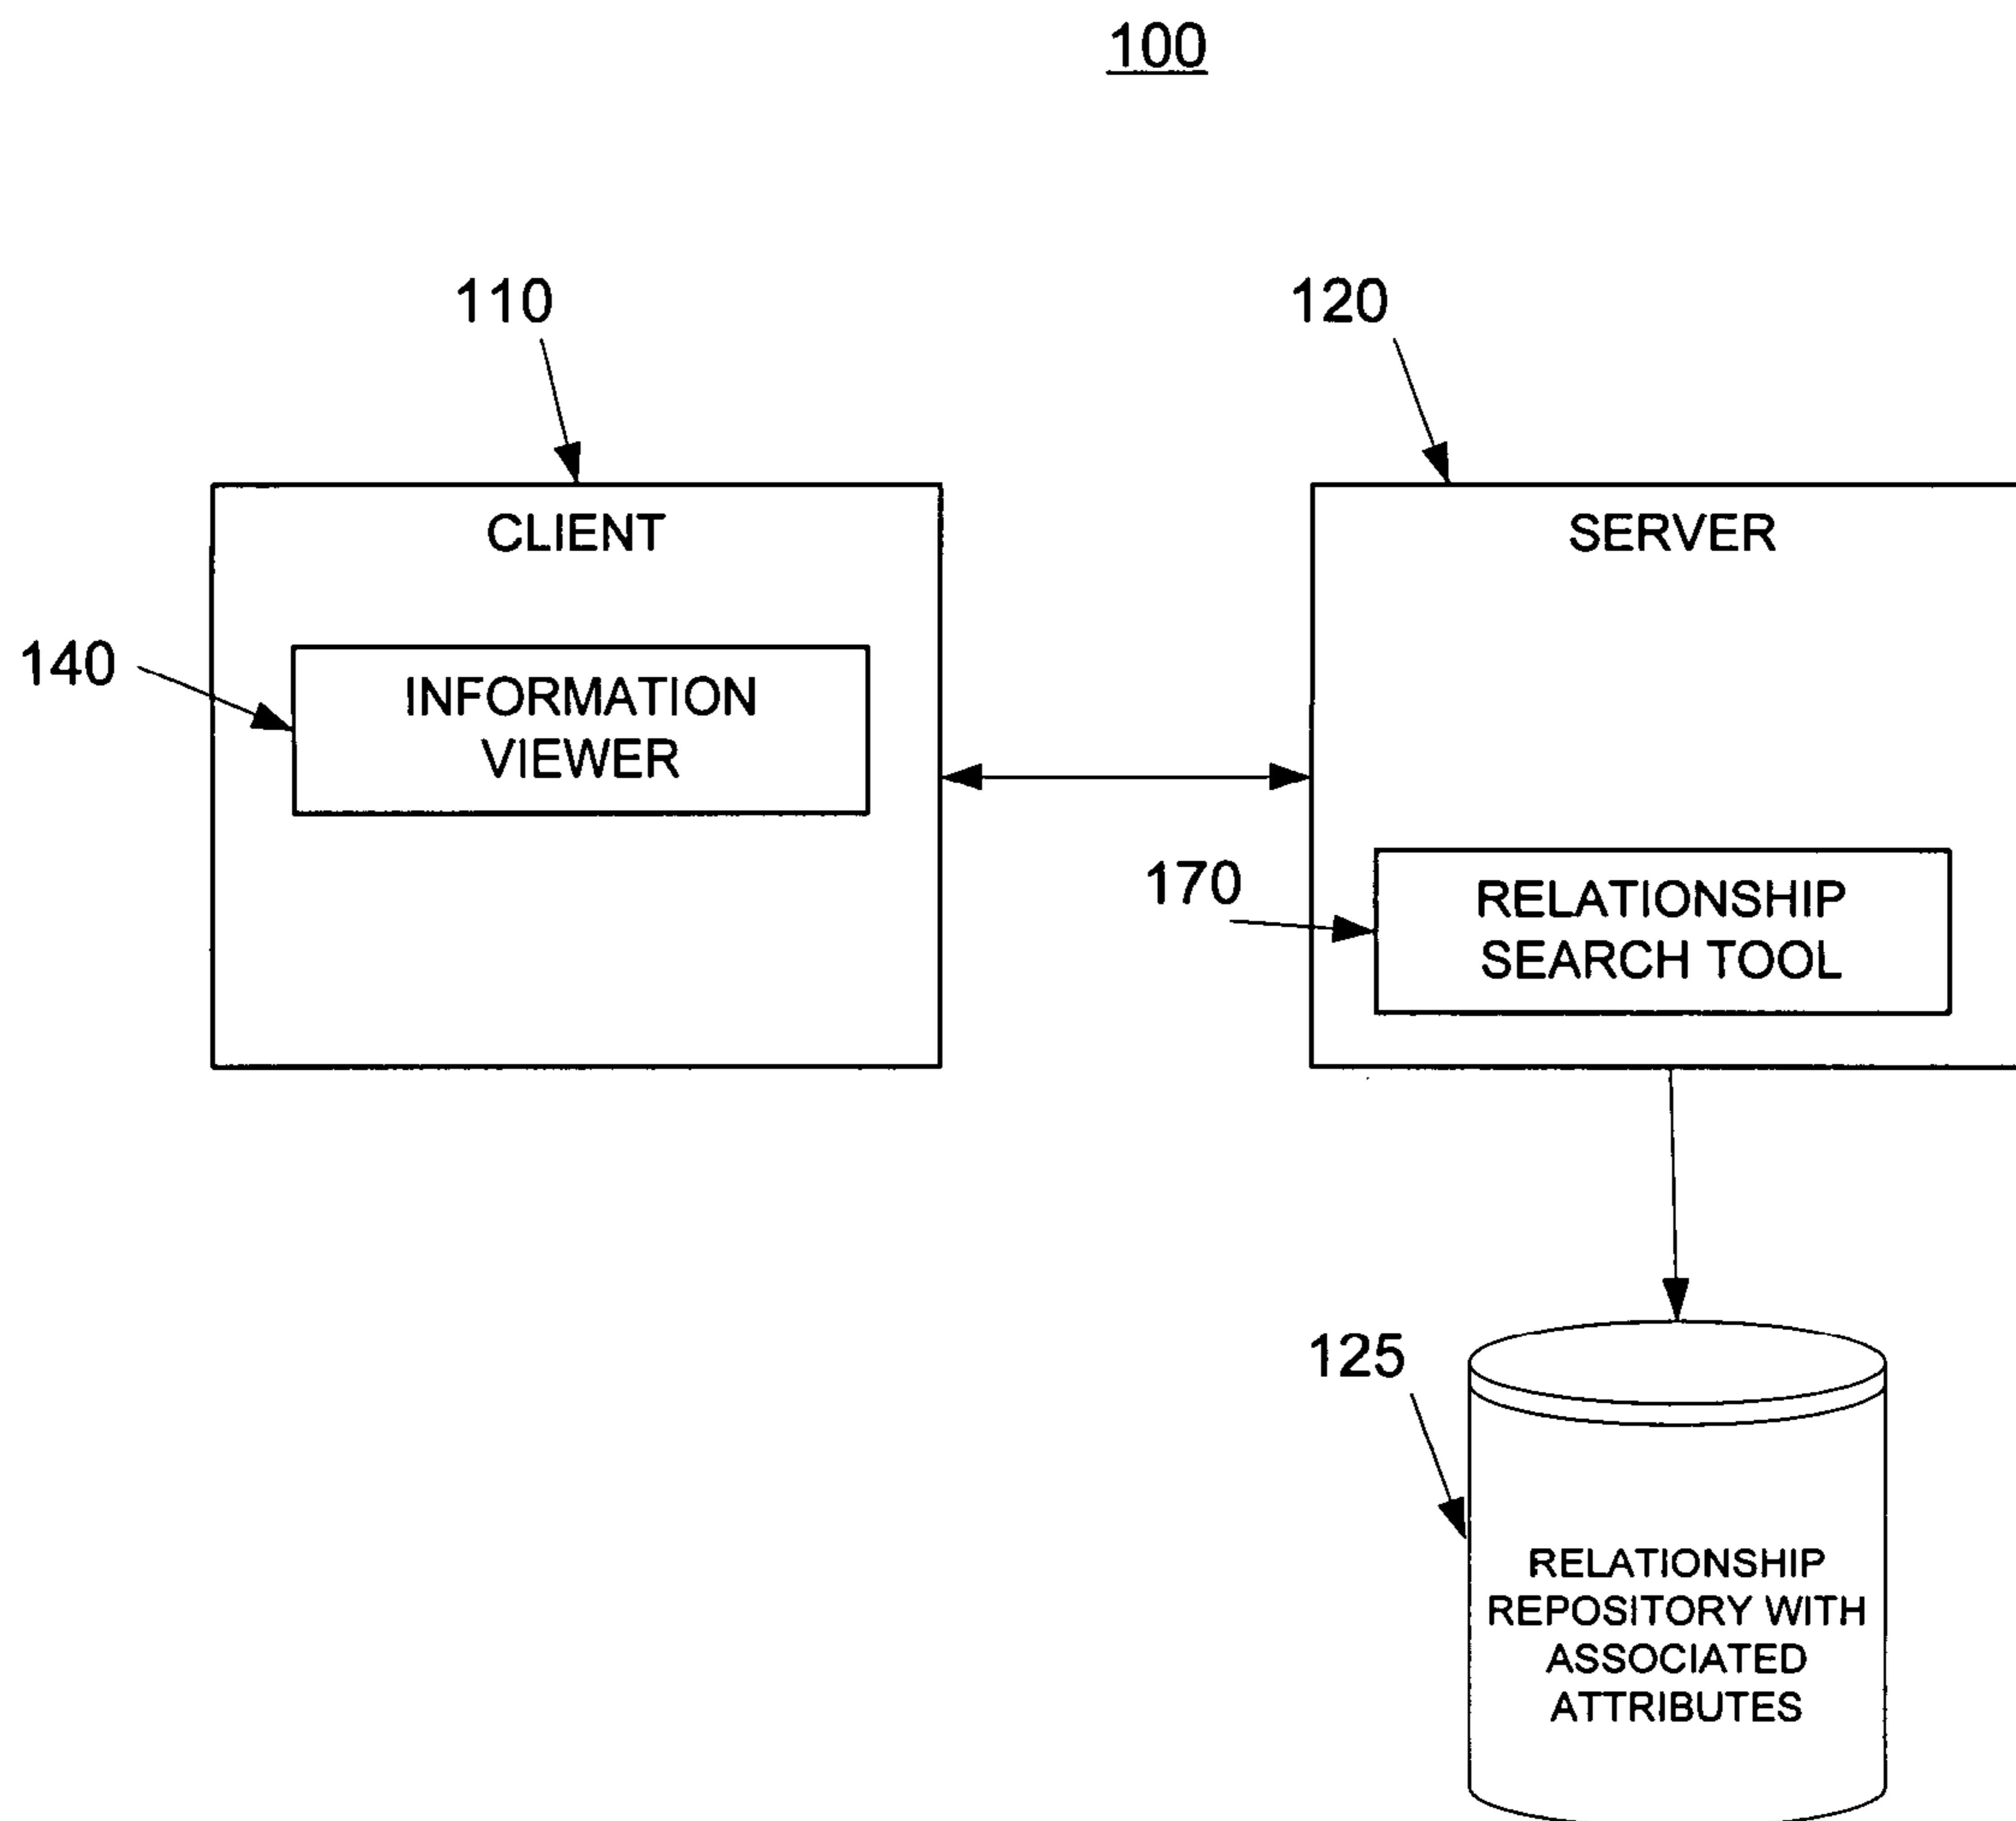 100
110
120
CLIENT
SERVER
140
INFORMATION
VIEWER
170
RELATIONSHIP
SEARCH TOOL
125
RELATIONSHIP
REPOSITORY WITH
ASSOCIATED
ATTRIBUTES